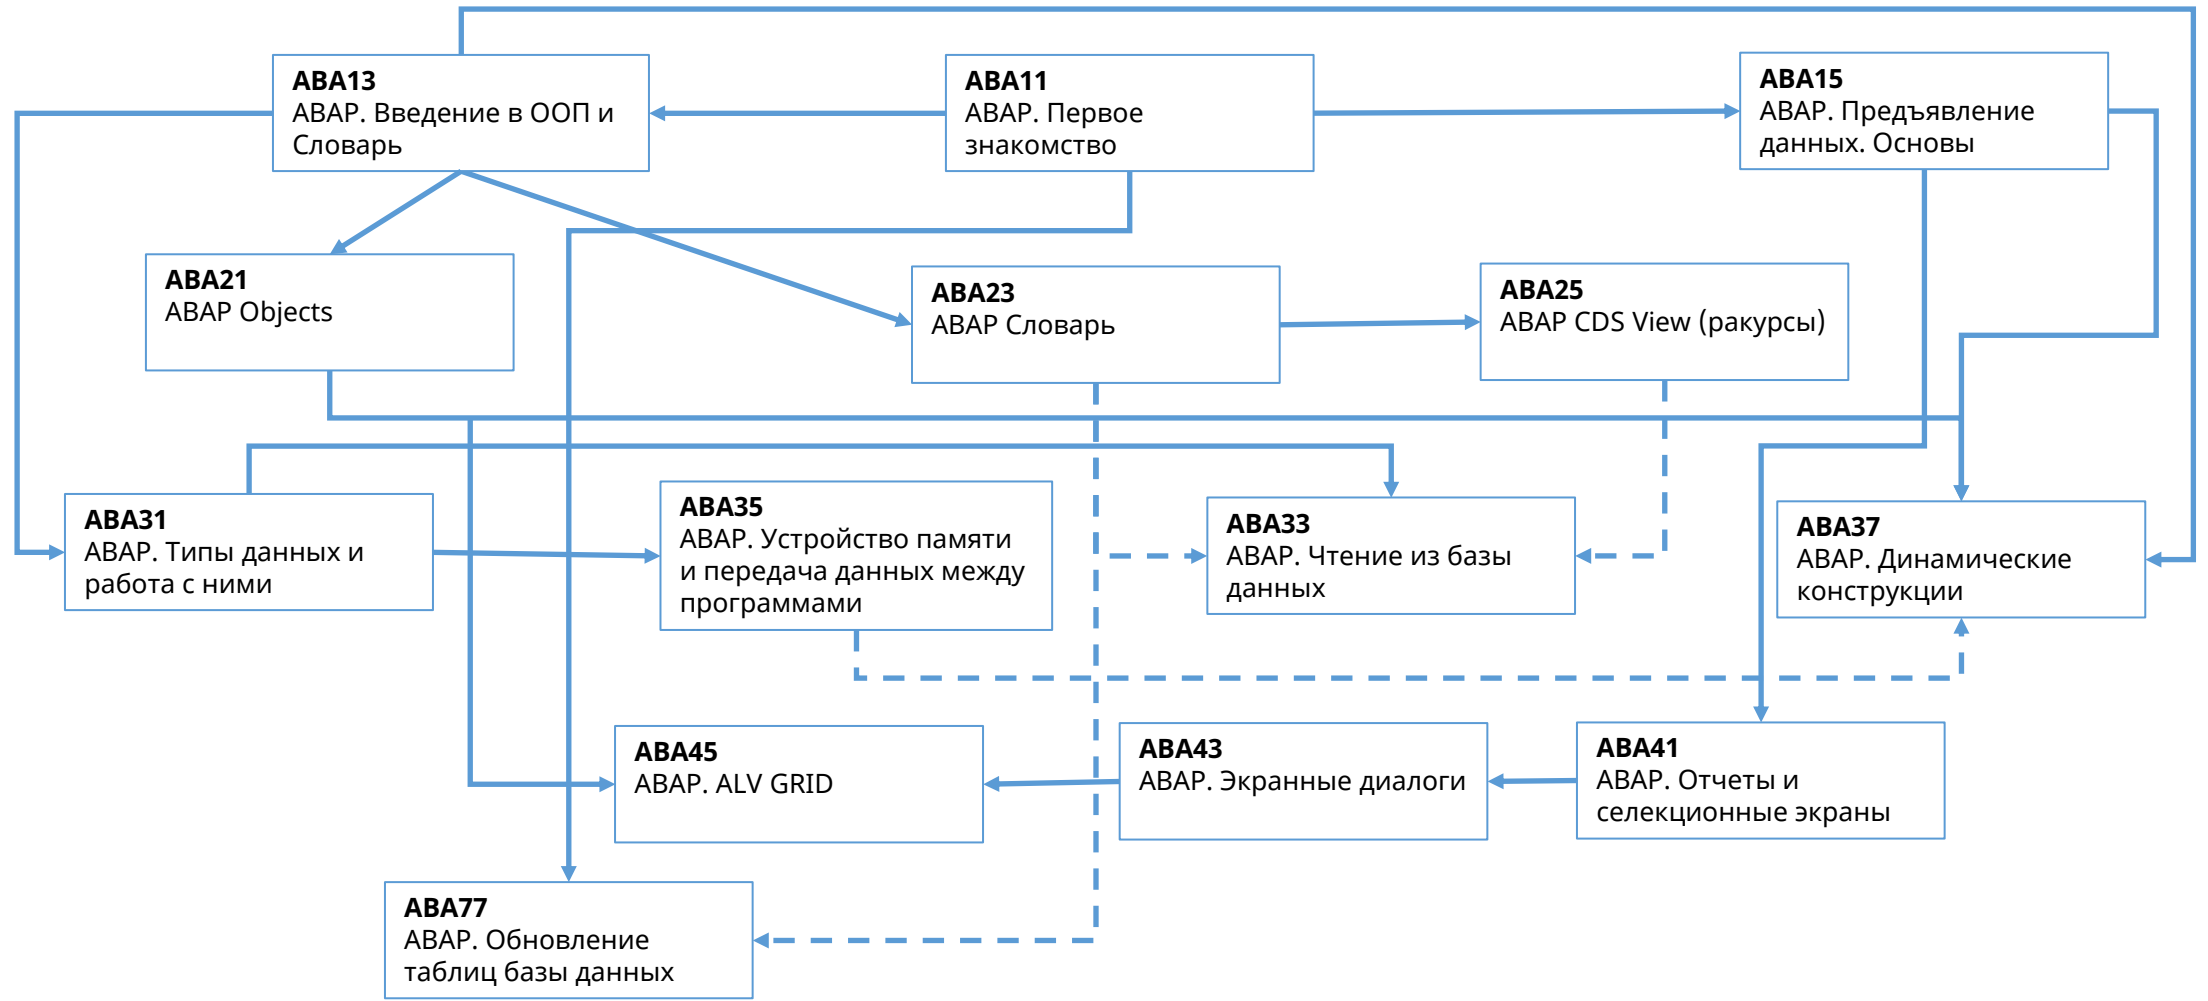 ABA13
ABAP. Введение в ООП и
Словарь
ABA11
ABAP. Первое
знакомство
ABA15
ABAP. Предъявление
данных. Основы
ABA21
ABAP Objects
ABA23
ABAP Словарь
ABA25
ABAP CDS View (ракурсы)
ABA31
ABAP. Типы данных и
работа с ними
ABA35
ABAP. Устройство памяти
и передача данных между
программами
ABA33
ABAP. Чтение из базы
данных
ABA37
ABAP. Динамические
конструкции
ABA45
ABAP. ALV GRID
ABA43
ABAP. Экранные диалоги
ABA41
ABAP. Отчеты и
селекционные экраны
ABA77
ABAP. Обновление
таблиц базы данных